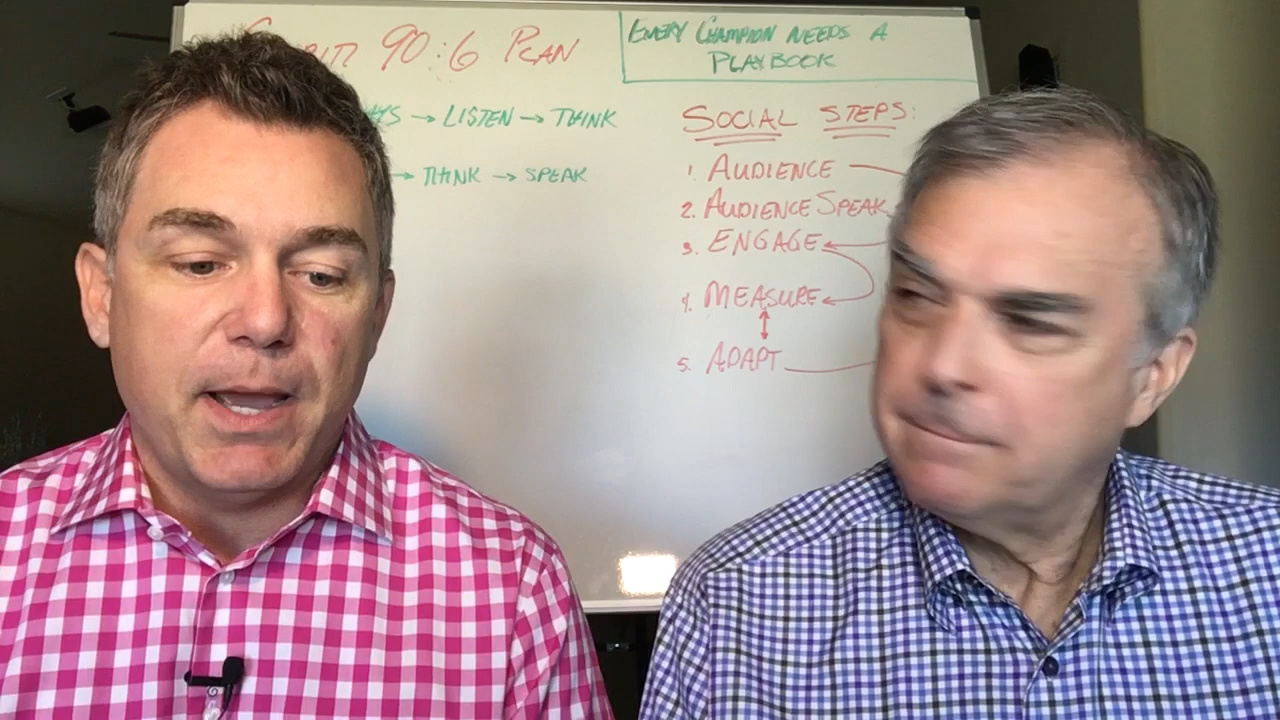 90:6 PLAN
EVERY CHAMPION NEEDS A
PLAYBOOK
→ LISTEN → THINK
→ THINK → SPEAK
SOCIAL STEPS:
1. AUDIENCE
2. AUDIENCE SPEAK
3. ENGAGE
4. MEASURE
5. ADAPT